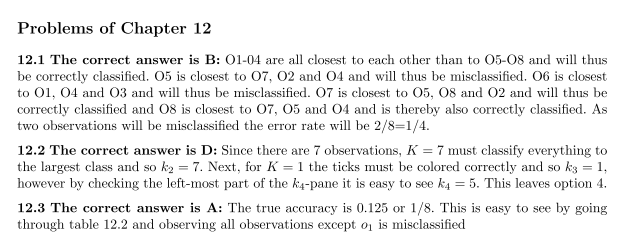 Problems of Chapter 12
12.1 The correct answer is B: O1-04 are all closest to each other than to O5-O8 and will thus
be correctly classified. O5 is closest to O7, O2 and O4 and will thus be misclassified. O6 is closest
to O1, O4 and O3 and will thus be misclassified. O7 is closest to O5, O8 and O2 and will thus be
correctly classified and O8 is closest to O7, O5 and O4 and is thereby also correctly classified. As
two observations will be misclassified the error rate will be 2/8=1/4.
12.2 The correct answer is D: Since there are 7 observations, K = 7 must classify everything to
the largest class and so k₂ = 7. Next, for K = 1 the ticks must be colored correctly and so k₃ = 1,
however by checking the left-most part of the k₄-pane it is easy to see k₄ = 5. This leaves option 4.
12.3 The correct answer is A: The true accuracy is 0.125 or 1/8. This is easy to see by going
through table 12.2 and observing all observations except o₁ is misclassified